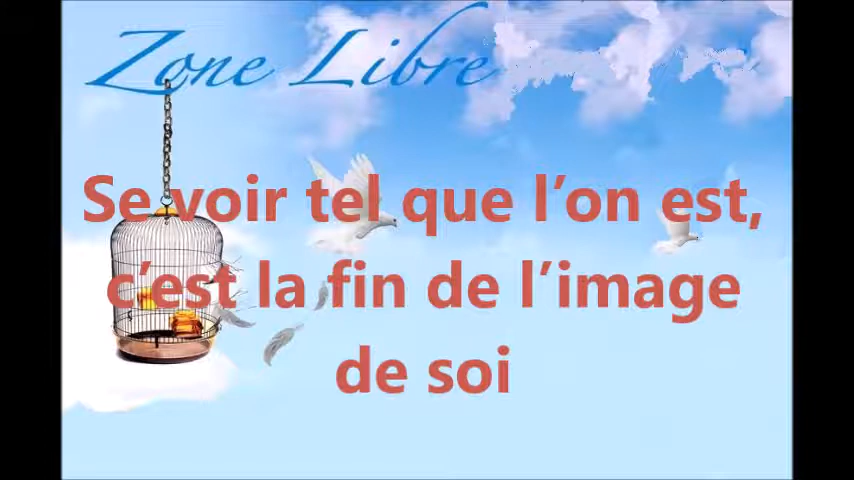 Zone Libre
Se voir tel que l’on est,
c’est la fin de l’image
de soi